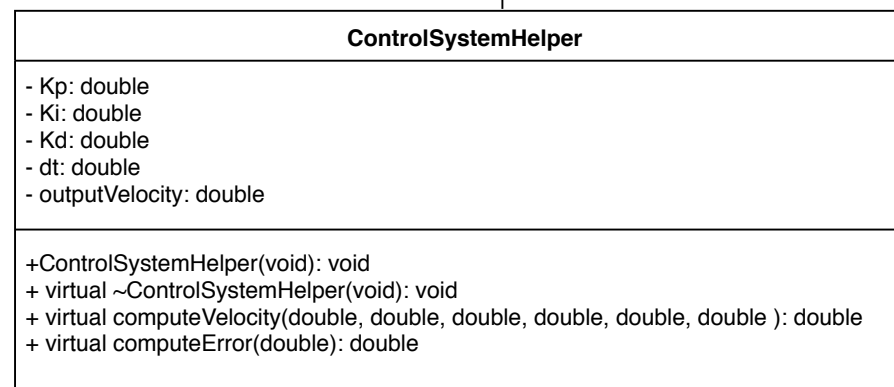 ControlSystemHelper
- Kp: double
- Ki: double
- Kd: double
- dt: double
- outputVelocity: double
+ControlSystemHelper(void): void
+ virtual ~ControlSystemHelper(void): void
+ virtual computeVelocity(double, double, double, double, double, double ): double
+ virtual computeError(double): double